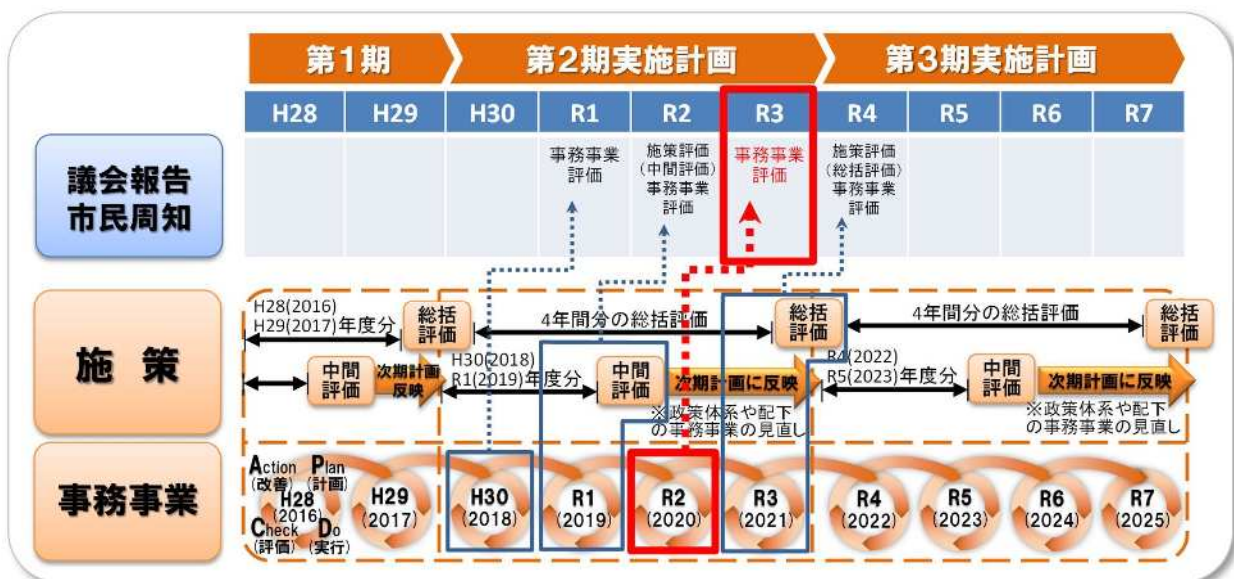 第1期
第2期実施計画
第3期実施計画
H28
H29
H30
R1
R2
R3
R4
R5
R6
R7
議会報告
市民周知
事務事業
評価
施策評価
(中間評価)
事務事業
評価
事務事業
評価
施策評価
(総括評価)
事務事業
評価
施策
H28(2016)
H29(2017)年度分
総括
評価
4年間分の総括評価
総括
評価
4年間分の総括評価
総括
評価
中間
評価
次期計画
反映
H30(2018)
R1(2019)年度分
中間
評価
次期計画に反映
※政策体系や配下
の事務事業の見直し
R4(2022)
R5(2023)年度分
中間
評価
次期計画に反映
※政策体系や配下
の事務事業の見直し
事務事業
Action
(改善)
Plan
(計画)
Check
(評価)
Do
(実行)
H28
(2016)
H29
(2017)
H30
(2018)
R1
(2019)
R2
(2020)
R3
(2021)
R4
(2022)
R5
(2023)
R6
(2024)
R7
(2025)